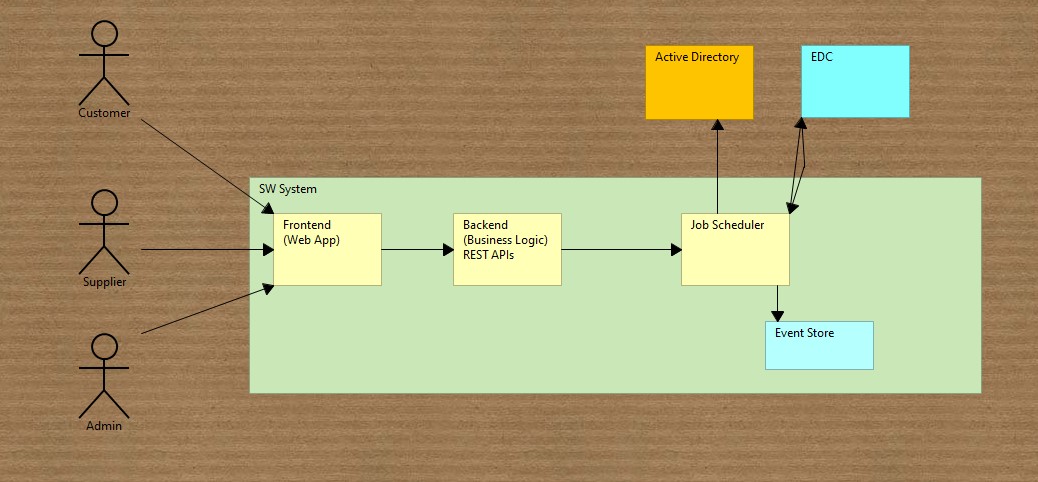 Customer
Active Directory
EDC
SW System
Supplier
Frontend
(Web App)
Backend
(Business Logic)
REST APIs
Job Scheduler
Event Store
Admin